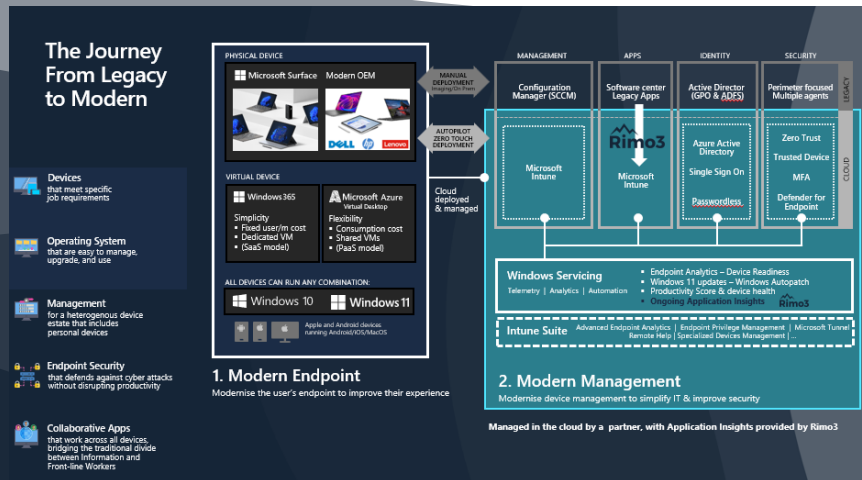 The Journey
From Legacy
to Modern
Devices
that meet specific
job requirements
Operating System
that are easy to manage,
upgrade, and use
Management
for a heterogenous device
estate that includes
personal devices
Endpoint Security
that defends against cyber attacks
without disrupting productivity
Collaborative Apps
that work across all devices,
bridging the traditional divide
between Information and
Front-line Workers
PHYSICAL DEVICE
Microsoft Surface
Modern OEM
DELL
hp
Lenovo
VIRTUAL DEVICE
Windows365
Simplicity
▪ Fixed user/m cost
▪ Dedicated VM
▪ (SaaS model)
Microsoft Azure
Virtual Desktop
Flexibility
▪ Consumption cost
▪ Shared VMs
▪ (PaaS model)
ALL DEVICES CAN RUN ANY COMBINATION:
Windows 10
Windows 11
Apple and Android devices
running Android/iOS/MacOS
1. Modern Endpoint
Modernise the user's endpoint to improve their experience
MANUAL
DEPLOYMENT
Imaging/On Prem
AUTOPILOT
ZERO TOUCH
DEPLOYMENT
Cloud
deployed
& managed
MANAGEMENT
APPS
IDENTITY
SECURITY
Configuration
Manager (SCCM)
Software center
Legacy Apps
Active Director
(GPO & ADFS)
Perimeter focused
Multiple agents
LEGACY
Microsoft
Intune
Rimo3
Microsoft
Intune
Azure Active
Directory
Single Sign On
Passwordless
Zero Trust
Trusted Device
MFA
Defender for
Endpoint
CLOUD
Windows Servicing
Telemetry | Analytics | Automation
▪ Endpoint Analytics – Device Readiness
▪ Windows 11 updates – Windows Autopatch
▪ Productivity Score & device health
▪ Ongoing Application Insights
Rimo3
Intune Suite
Advanced Endpoint Analytics | Endpoint Privilege Management | Microsoft Tunnel
Remote Help | Specialized Devices Management | ...
2. Modern Management
Modernise device management to simplify IT & improve security
Managed in the cloud by a partner, with Application Insights provided by Rimo3